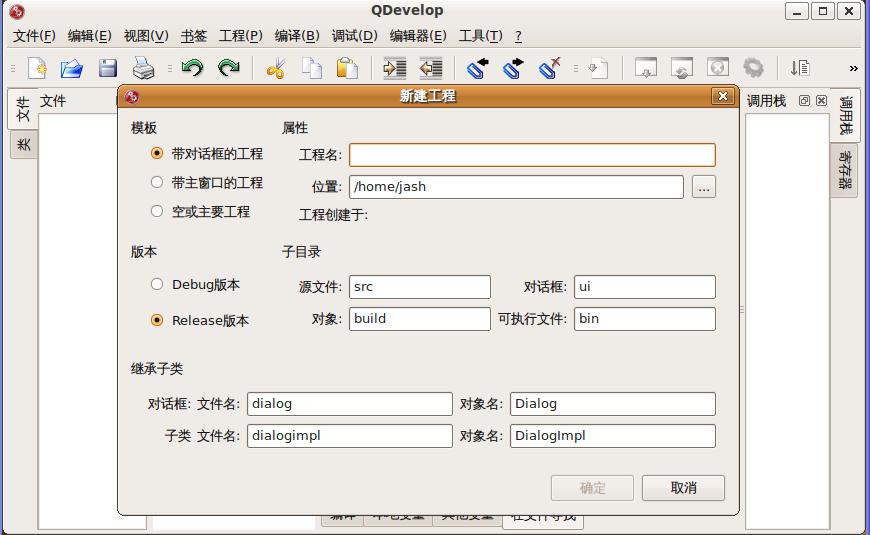 QDevelop
文件(F) 编辑(E) 视图(V) 书签 工程(P) 编译(B) 调试(D) 编辑器(E) 工具(T) ?
文件
类
文件
新建工程
调用栈
调用栈
寄存器
模板
带对话框的工程
带主窗口的工程
空或主要工程
属性
工程名:
位置: /home/jash ...
工程创建于:
版本
Debug版本
Release版本
子目录
源文件: src 对话框: ui
对象: build 可执行文件: bin
继承子类
对话框: 文件名: dialog 对象名: Dialog
子类 文件名: dialogimpl 对象名: DialogImpl
确定 取消